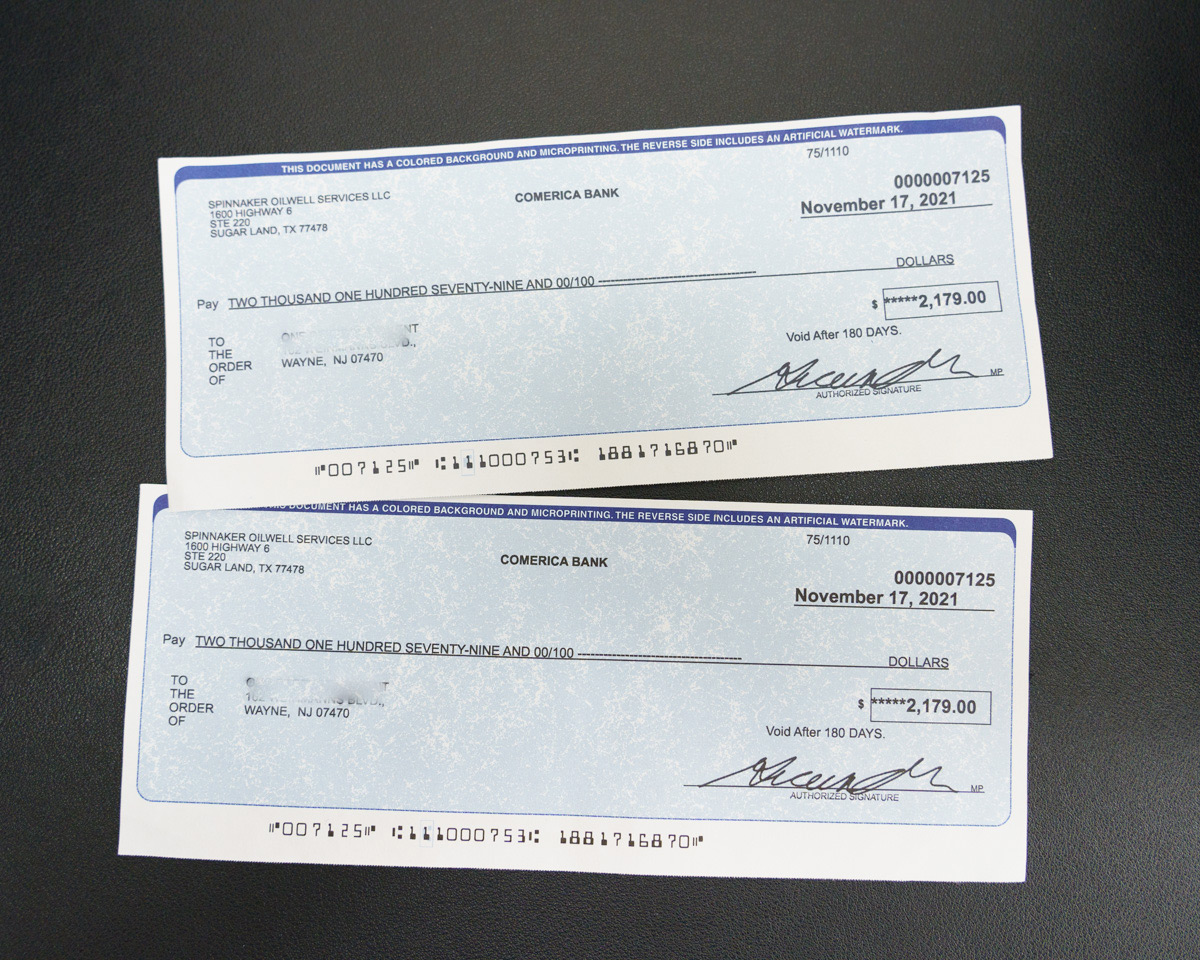 THIS DOCUMENT HAS A COLORED BACKGROUND AND MICROPRINTING. THE REVERSE SIDE INCLUDES AN ARTIFICIAL WATERMARK.
75/1110
SPINNAKER OILWELL SERVICES LLC
1600 HIGHWAY 6
STE 220
SUGAR LAND, TX 77478
COMERICA BANK
0000007125
November 17, 2021
Pay TWO THOUSAND ONE HUNDRED SEVENTY-NINE AND 00/100 ---------------------------------------- DOLLARS
$ *****2,179.00
Void After 180 DAYS.
TO
THE
ORDER
OF
WAYNE, NJ 07470
MP
AUTHORIZED SIGNATURE
⑈007125⑈ ⑆111000753⑆ 1881716870⑈
DOCUMENT HAS A COLORED BACKGROUND AND MICROPRINTING. THE REVERSE SIDE INCLUDES AN ARTIFICIAL WATERMARK.
75/1110
SPINNAKER OILWELL SERVICES LLC
1600 HIGHWAY 6
STE 220
SUGAR LAND, TX 77478
COMERICA BANK
0000007125
November 17, 2021
Pay TWO THOUSAND ONE HUNDRED SEVENTY-NINE AND 00/100 ---------------------------------------- DOLLARS
$ *****2,179.00
Void After 180 DAYS.
TO
THE
ORDER
OF
WAYNE, NJ 07470
MP
AUTHORIZED SIGNATURE
⑈007125⑈ ⑆111000753⑆ 1881716870⑈